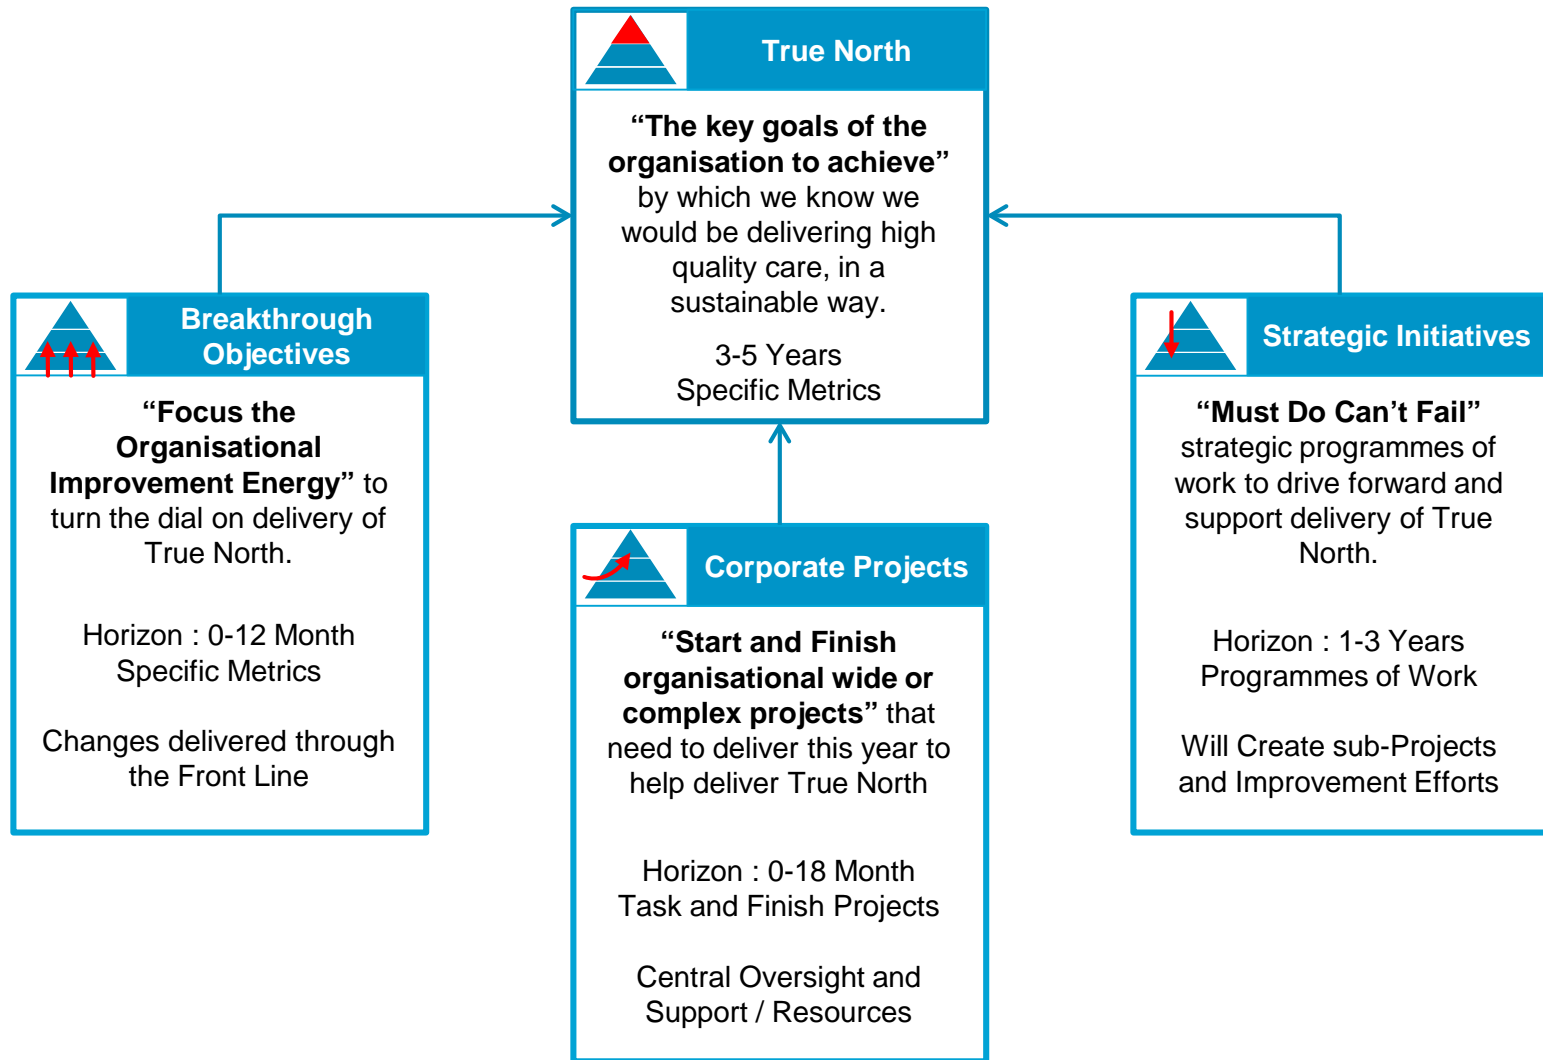 True North
“The key goals of the
organisation to achieve”
by which we know we
would be delivering high
quality care, in a
sustainable way.
3-5 Years
Specific Metrics
Breakthrough
Objectives
“Focus the
Organisational
Improvement Energy” to
turn the dial on delivery of
True North.
Horizon : 0-12 Month
Specific Metrics
Changes delivered through
the Front Line
Corporate Projects
“Start and Finish
organisational wide or
complex projects” that
need to deliver this year to
help deliver True North
Horizon : 0-18 Month
Task and Finish Projects
Central Oversight and
Support / Resources
Strategic Initiatives
“Must Do Can’t Fail”
strategic programmes of
work to drive forward and
support delivery of True
North.
Horizon : 1-3 Years
Programmes of Work
Will Create sub-Projects
and Improvement Efforts